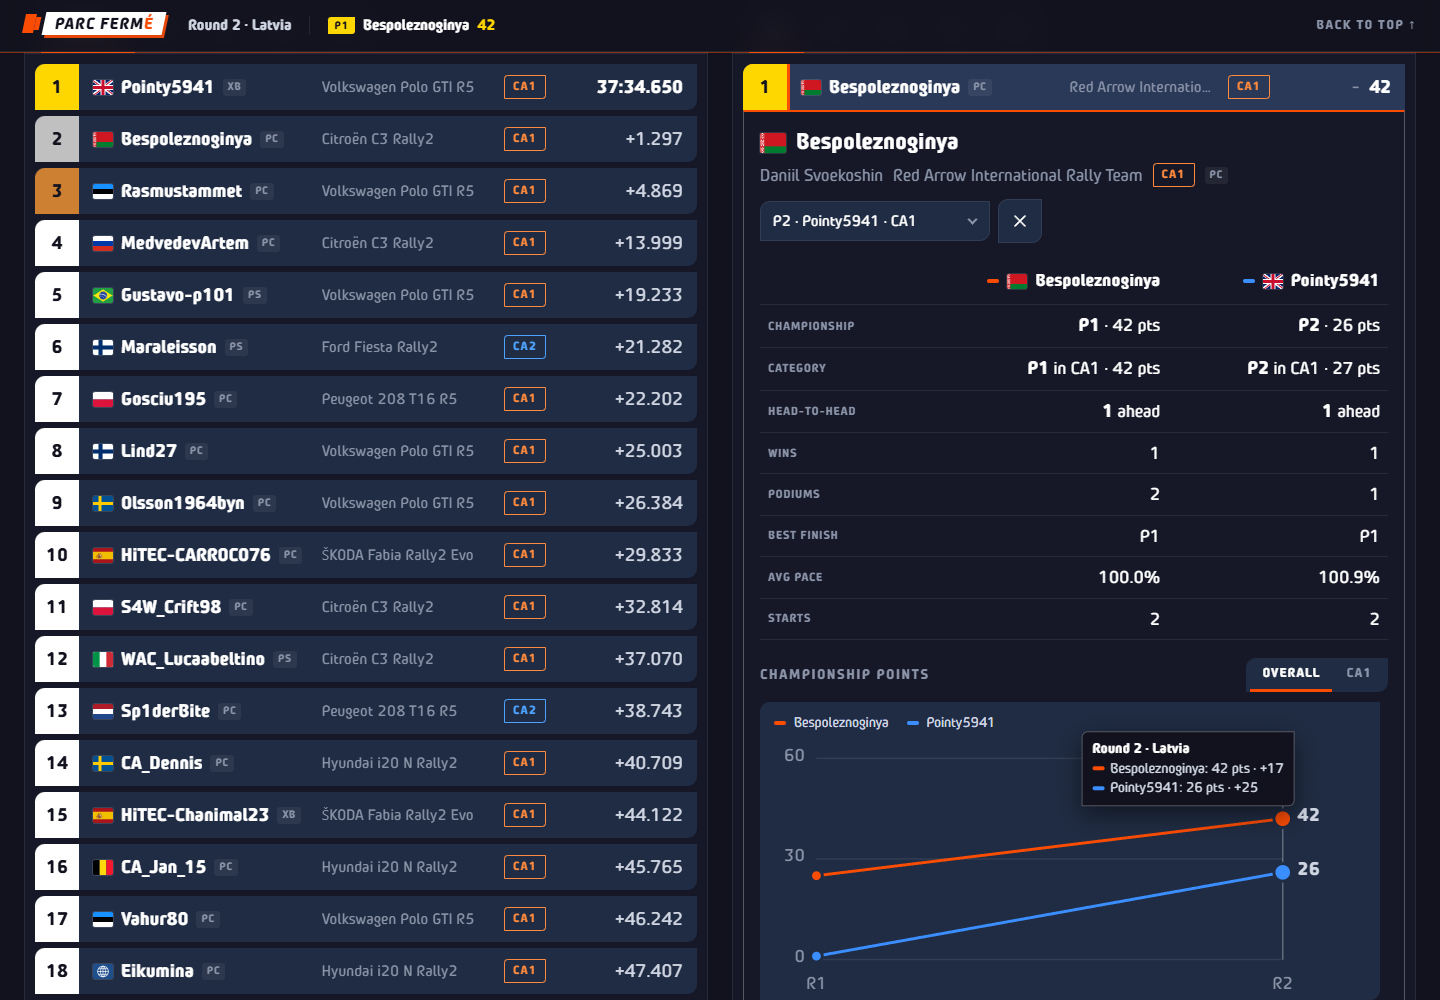 PARC FERMÉ Round 2 · Latvia P1 Bespoleznoginya 42 BACK TO TOP ↑
1 Pointy5941 XB Volkswagen Polo GTI R5 CA1 37:34.650
2 Bespoleznoginya PC Citroën C3 Rally2 CA1 +1.297
3 Rasmustammet PC Volkswagen Polo GTI R5 CA1 +4.869
4 MedvedevArtem PC Citroën C3 Rally2 CA1 +13.999
5 Gustavo-p101 PS Volkswagen Polo GTI R5 CA1 +19.233
6 Maraleisson PS Ford Fiesta Rally2 CA2 +21.282
7 Gosciu195 PC Peugeot 208 T16 R5 CA1 +22.202
8 Lind27 PC Volkswagen Polo GTI R5 CA1 +25.003
9 Olsson1964byn PC Volkswagen Polo GTI R5 CA1 +26.384
10 HiTEC-CARROCO76 PC ŠKODA Fabia Rally2 Evo CA1 +29.833
11 S4W_Crift98 PC Citroën C3 Rally2 CA1 +32.814
12 WAC_Lucaabeltino PS Citroën C3 Rally2 CA1 +37.070
13 Sp1derBite PC Peugeot 208 T16 R5 CA2 +38.743
14 CA_Dennis PC Hyundai i20 N Rally2 CA1 +40.709
15 HiTEC-Chanimal23 XB ŠKODA Fabia Rally2 Evo CA1 +44.122
16 CA_Jan_15 PC Hyundai i20 N Rally2 CA1 +45.765
17 Vahur80 PC Volkswagen Polo GTI R5 CA1 +46.242
18 Eikumina PC Hyundai i20 N Rally2 CA1 +47.407
1 Bespoleznoginya PC Red Arrow Internatio... CA1 – 42
Bespoleznoginya
Daniil Svoekoshin Red Arrow International Rally Team CA1 PC
P2 · Pointy5941 · CA1 ✕
Bespoleznoginya Pointy5941
CHAMPIONSHIP P1 · 42 pts P2 · 26 pts
CATEGORY P1 in CA1 · 42 pts P2 in CA1 · 27 pts
HEAD-TO-HEAD 1 ahead 1 ahead
WINS 1 1
PODIUMS 2 1
BEST FINISH P1 P1
AVG PACE 100.0% 100.9%
STARTS 2 2
CHAMPIONSHIP POINTS OVERALL CA1
Bespoleznoginya Pointy5941
Round 2 · Latvia
Bespoleznoginya: 42 pts · +17
Pointy5941: 26 pts · +25
60
42
30
26
0
R1 R2